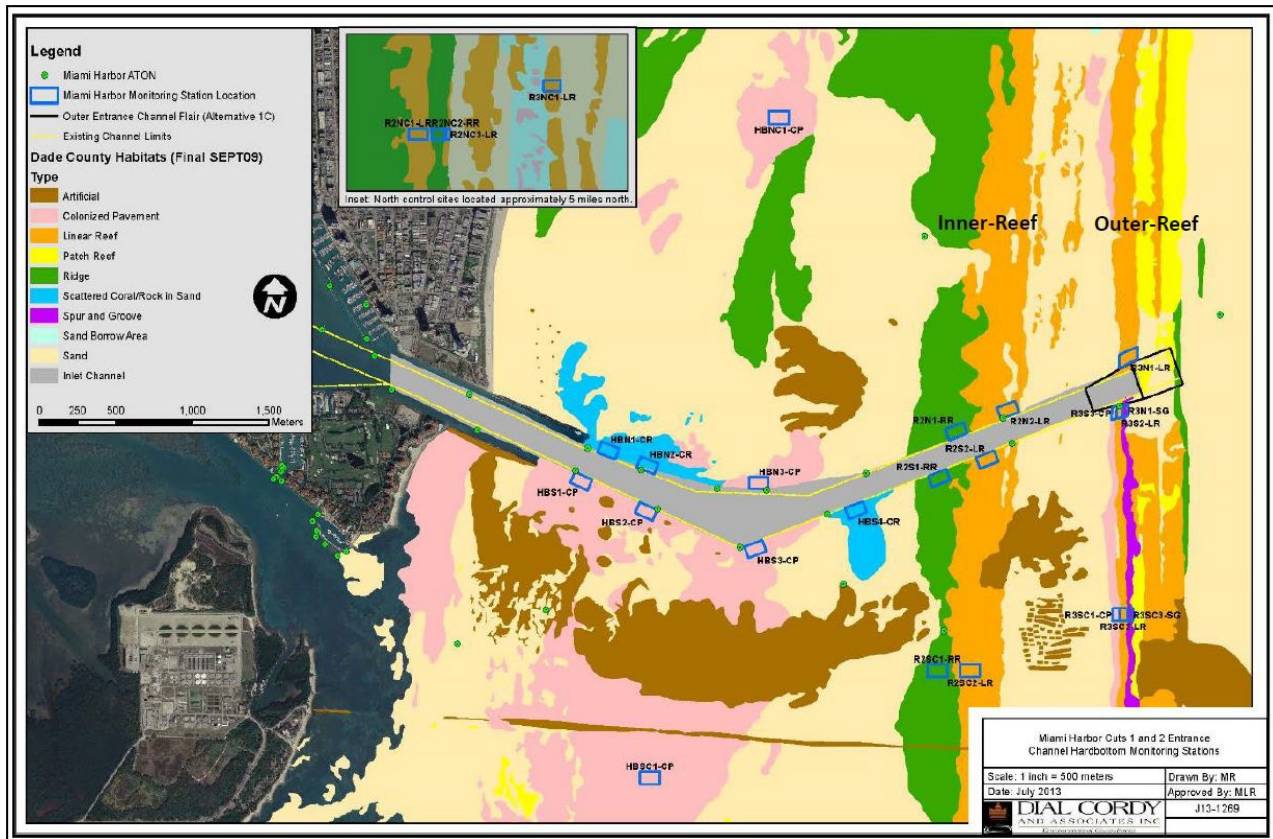 Legend
Miami Harbor ATON
Miami Harbor Monitoring Station Location
Outer Entrance Channel Flair (Alternative 1C)
Existing Channel Limits
Dade County Habitats (Final SEPT09)
Type
Artificial
Colonized Pavement
Linear Reef
Patch Reef
Ridge
Scattered Coral/Rock in Sand
Spur and Groove
Sand Borrow Area
Sand
Inlet Channel
N
0 250 500 1,000 1,500
Meters
R3NC1-LR
R2NC1-LR R2NC2-RR
R2NC3-LR
Inset: North control sites located approximately 5 miles north.
HBNC1-CP
Inner-Reef Outer-Reef
R3N1-LR
R3S3-CP R3N1-SG
R3S2-LR
R2N1-RR R2N2-LR
R2S2-LR
R2S1-RR
HBN1-CR
HBN2-CR
HBN3-CP
HBS1-CP
HBS2-CP
HBS4-CR
HBS3-CP
R3SC1-CP R3SC3-SG
R3SC2-LR
R2SC1-RR
R2SC2-LR
HBSC1-CP
Miami Harbor Cuts 1 and 2 Entrance
Channel Hardbottom Monitoring Stations
Scale: 1 inch = 500 meters
Drawn By: MR
Date: July 2013
Approved By: MLR
DIAL CORDY
AND ASSOCIATES INC
J13-1269